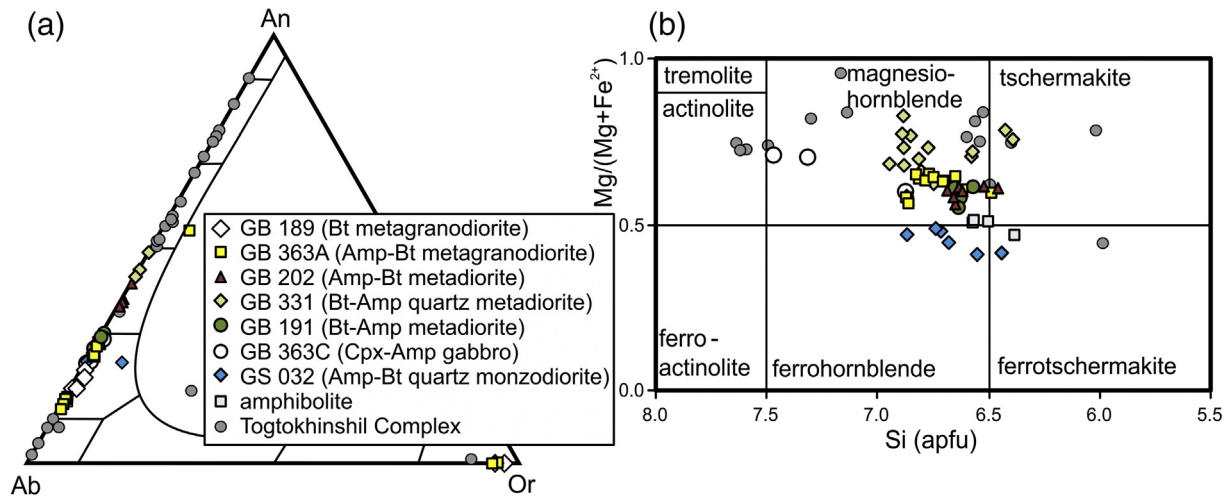 (a)
An
GB 189 (Bt metagranodiorite)
GB 363A (Amp-Bt metagranodiorite)
GB 202 (Amp-Bt metadiorite)
GB 331 (Bt-Amp quartz metadiorite)
GB 191 (Bt-Amp metadiorite)
GB 363C (Cpx-Amp gabbro)
GS 032 (Amp-Bt quartz monzodiorite)
amphibolite
Togtokhinshil Complex
Ab
Or
(b)
Mg/(Mg+Fe²⁺)
1.0
0.5
0.0
tremolite
actinolite
magnesio-
hornblende
tschermakite
ferro-
actinolite
ferrohornblende
ferrotschermakite
8.0
7.5
7.0
6.5
6.0
5.5
Si (apfu)